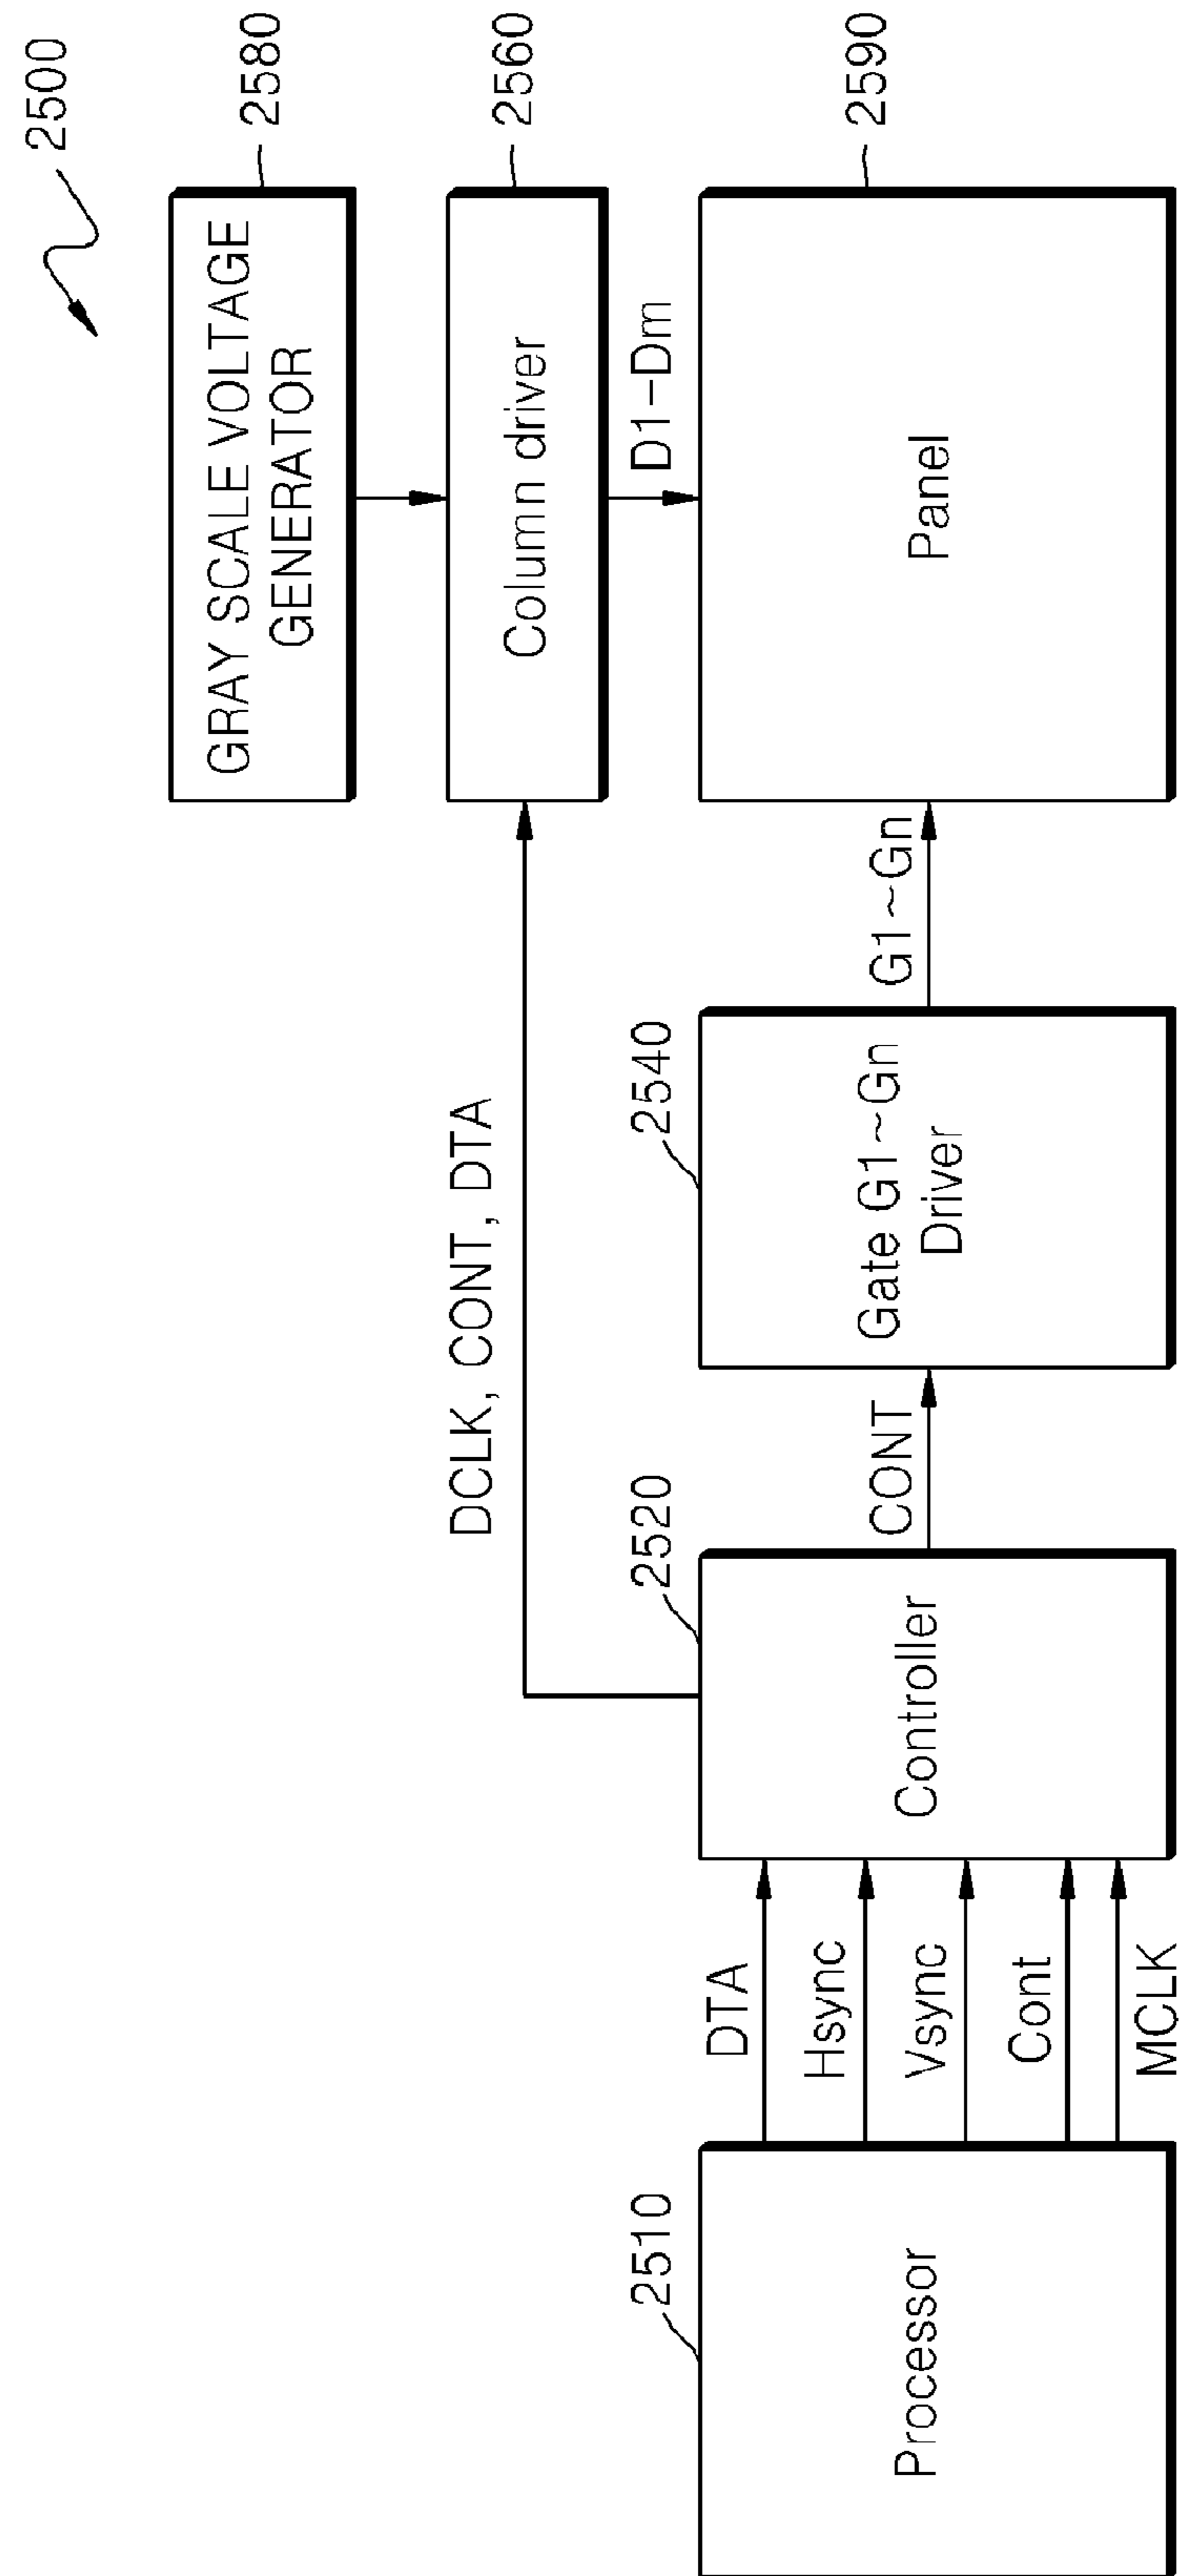 2500
GRAY SCALE VOLTAGE
GENERATOR
2580
DCLK, CONT, DTA
Column driver
2560
D1-Dm
2510
Processor
DTA
Hsync
Vsync
Cont
MCLK
2520
Controller
CONT
2540
Gate G1~Gn
Driver
G1~Gn
Panel
2590